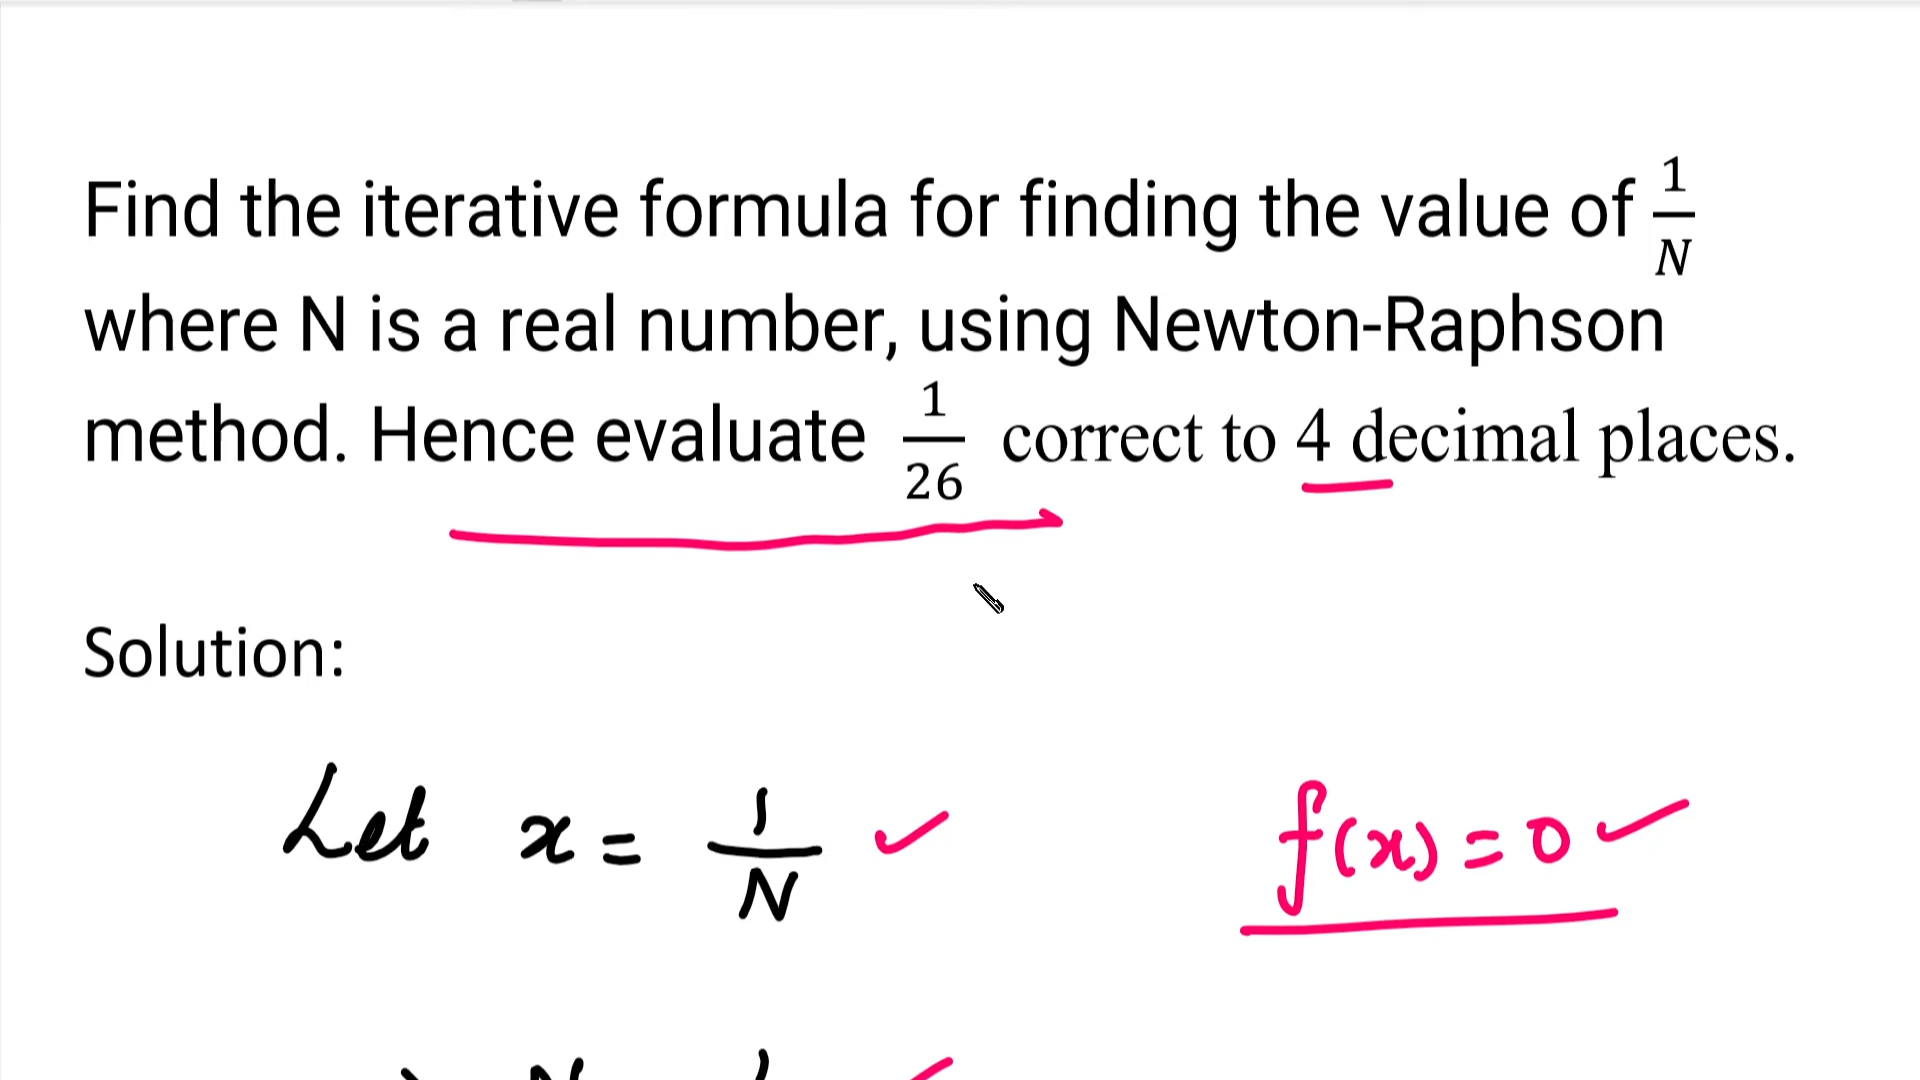 Find the iterative formula for finding the value of 1/N
where N is a real number, using Newton-Raphson
method. Hence evaluate 1/26 correct to 4 decimal places.
Solution:
Let x = 1/N f(x) = 0